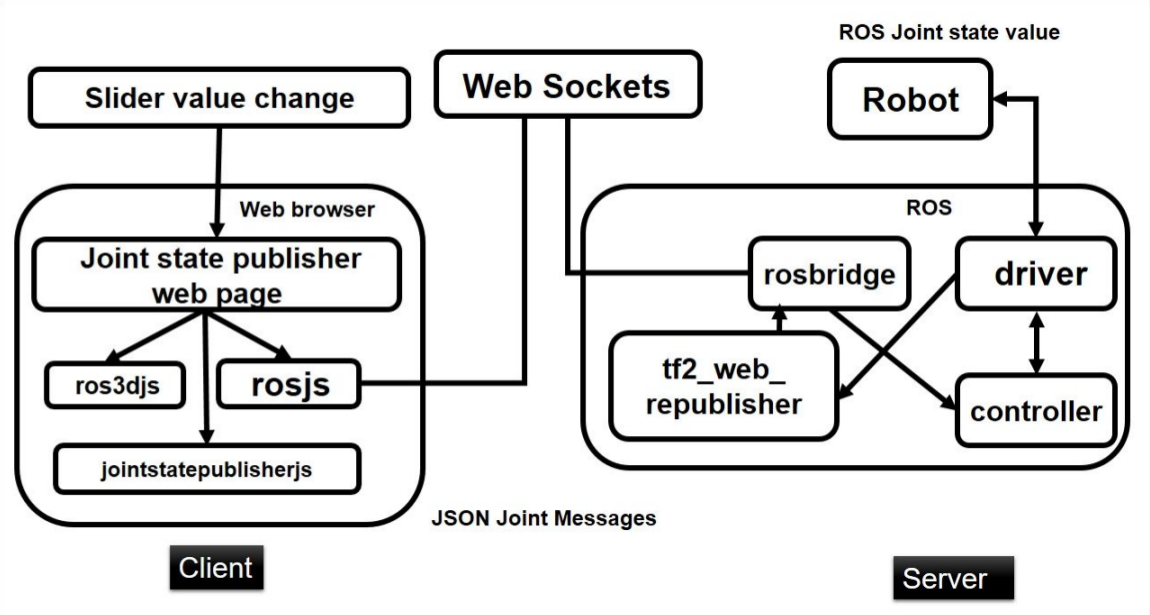 ROS Joint state value
Slider value change
Web Sockets
Robot
Web browser
Joint state publisher
web page
ros3djs
rosjs
jointstatepublisherjs
ROS
rosbridge
driver
tf2_web_
republisher
controller
JSON Joint Messages
Client
Server